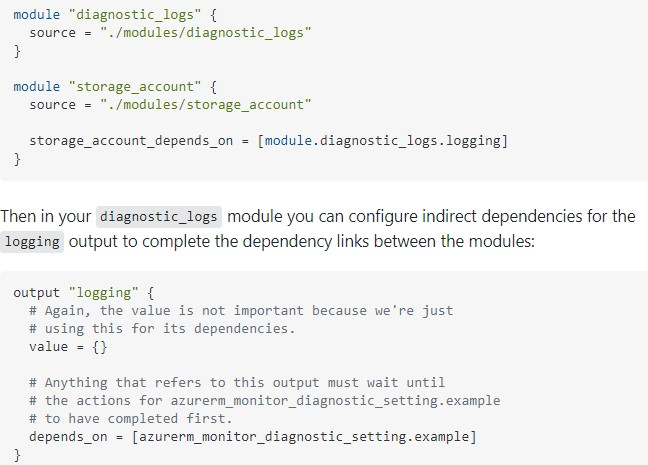 module "diagnostic_logs" {
  source = "./modules/diagnostic_logs"
}
module "storage_account" {
  source = "./modules/storage_account"
  storage_account_depends_on = [module.diagnostic_logs.logging]
}
Then in your diagnostic_logs module you can configure indirect dependencies for the
logging output to complete the dependency links between the modules:
output "logging" {
  # Again, the value is not important because we're just
  # using this for its dependencies.
  value = {}
  # Anything that refers to this output must wait until
  # the actions for azurerm_monitor_diagnostic_setting.example
  # to have completed first.
  depends_on = [azurerm_monitor_diagnostic_setting.example]
}